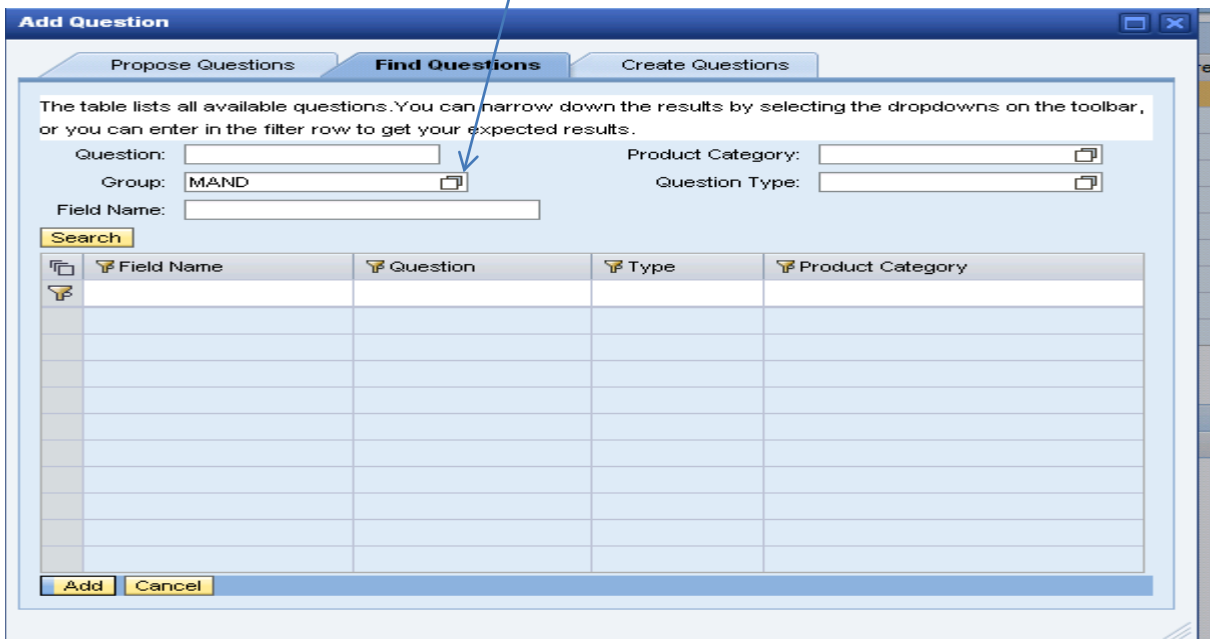 Add Question
Propose Questions Find Questions Create Questions
The table lists all available questions.You can narrow down the results by selecting the dropdowns on the toolbar,
or you can enter in the filter row to get your expected results.
Question: Product Category:
Group: MAND Question Type:
Field Name:
Search
Field Name Question Type Product Category
Add Cancel